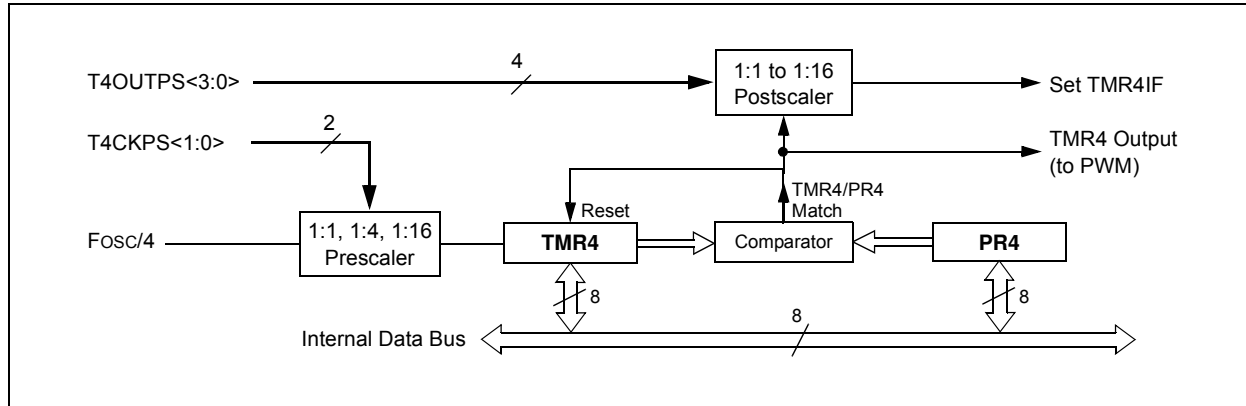 T4OUTPS<3:0>
4
1:1 to 1:16
Postscaler
Set TMR4IF
T4CKPS<1:0>
2
TMR4 Output
(to PWM)
TMR4/PR4
Match
Reset
FOSC/4
1:1, 1:4, 1:16
Prescaler
TMR4
Comparator
PR4
8
8
Internal Data Bus
8